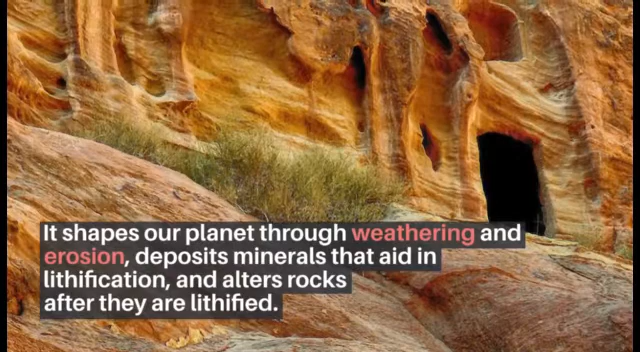 It shapes our planet through weathering and
erosion, deposits minerals that aid in
lithification, and alters rocks
after they are lithified.